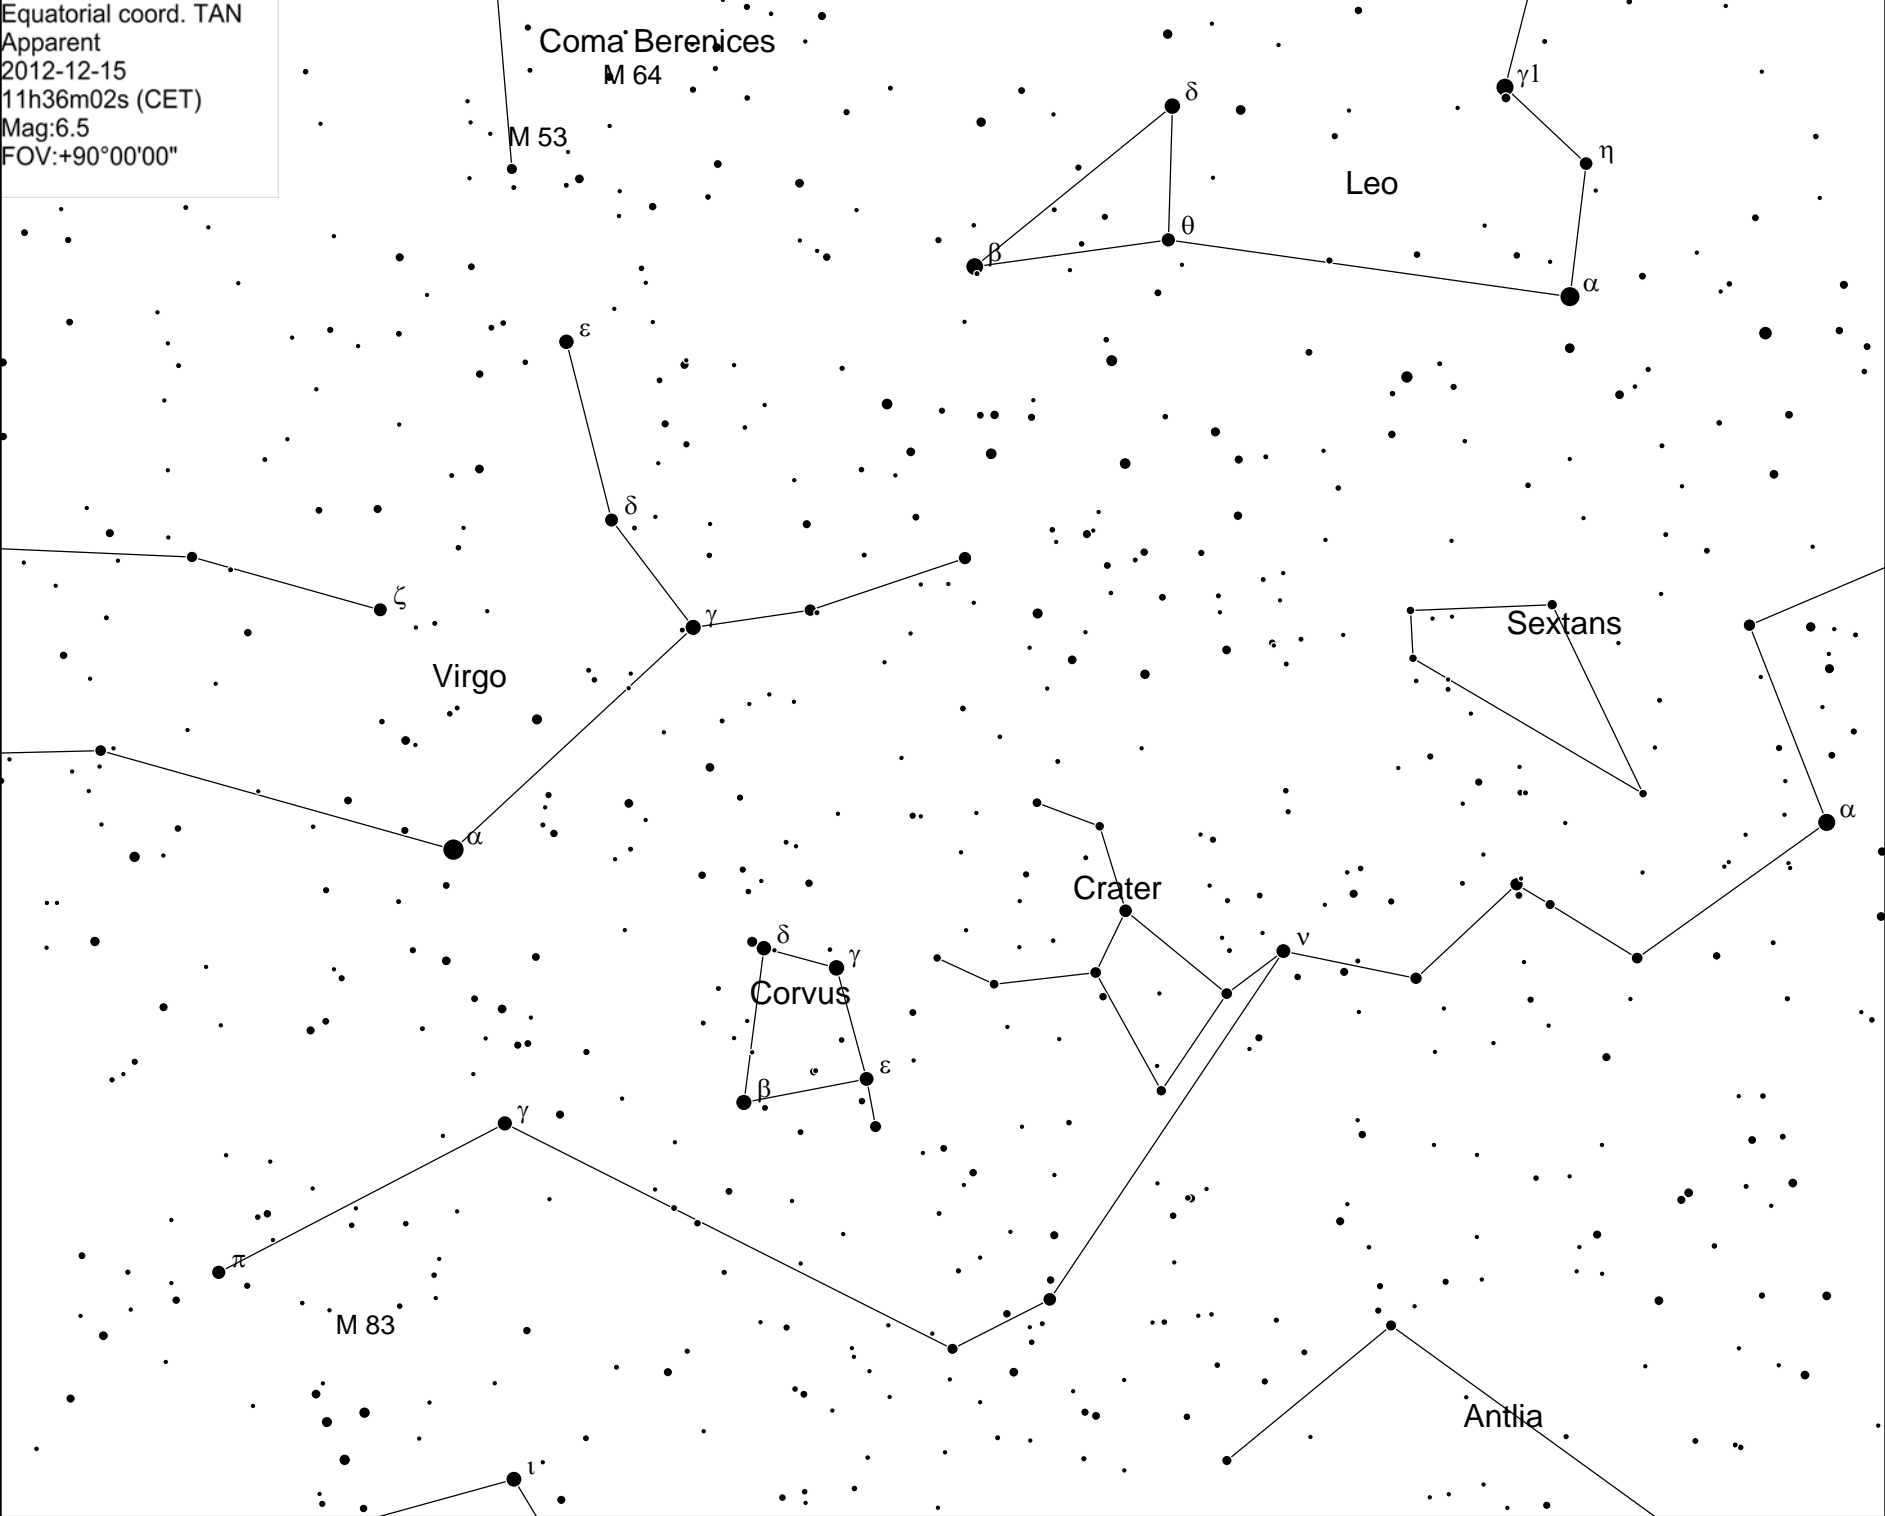 Equatorial coord. TAN
Apparent
2012-12-15
11h36m02s (CET)
Mag:6.5
FOV:+90°00'00"
Coma Berenices
M 64
M 53
δ
γ1
η
Leo
θ
β
α
ε
δ
ζ
γ
Sextans
Virgo
α
α
Crater
δ
γ
ν
Corvus
ε
β
γ
π
M 83
Antlia
ι